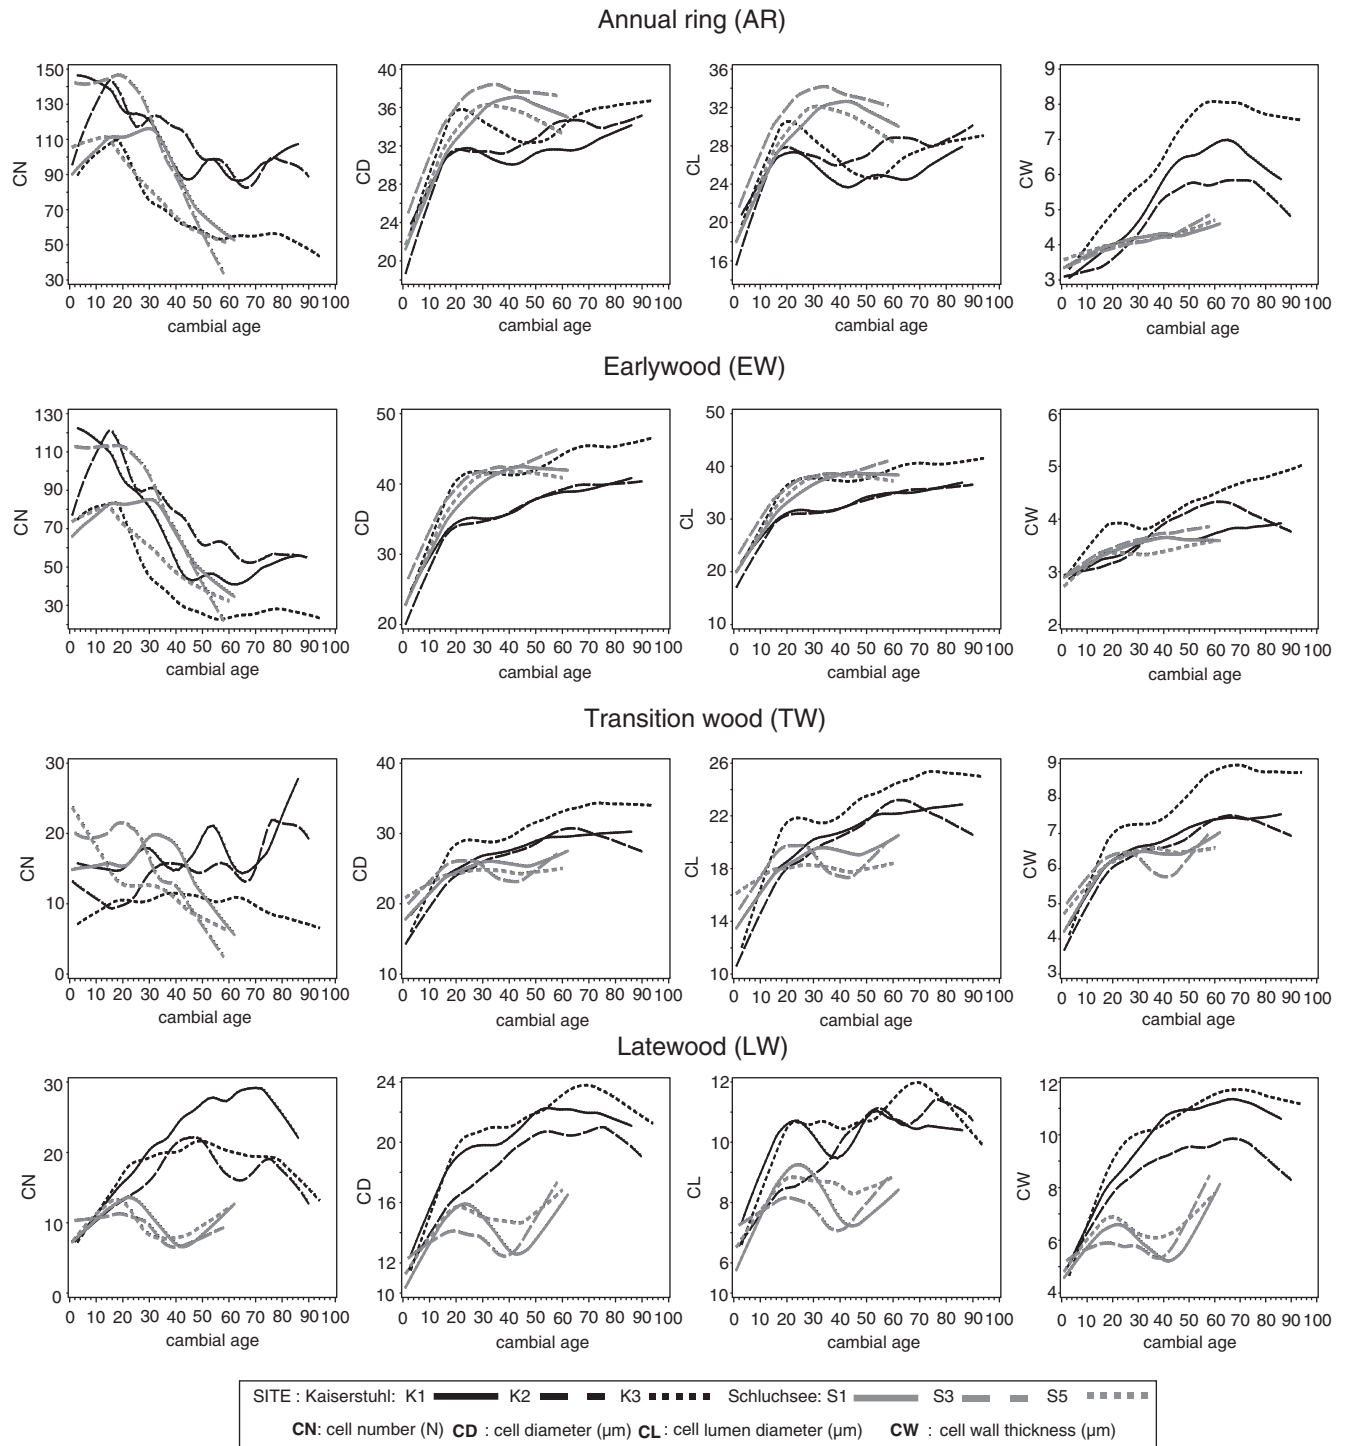 Annual ring (AR)
150 130 110 90 70 50 30
CN
0 10 20 30 40 50 60 70 80 90 100
cambial age
40 36 32 28 24 20
CD
0 10 20 30 40 50 60 70 80 90 100
cambial age
36 32 28 24 20 16
CL
0 10 20 30 40 50 60 70 80 90 100
cambial age
9 8 7 6 5 4 3
CW
0 10 20 30 40 50 60 70 80 90 100
cambial age
Earlywood (EW)
130 110 90 70 50 30
CN
0 10 20 30 40 50 60 70 80 90 100
cambial age
50 40 30 20
CD
0 10 20 30 40 50 60 70 80 90 100
cambial age
50 40 30 20 10
CL
0 10 20 30 40 50 60 70 80 90 100
cambial age
6 5 4 3 2
CW
0 10 20 30 40 50 60 70 80 90 100
cambial age
Transition wood (TW)
30 20 10 0
CN
0 10 20 30 40 50 60 70 80 90 100
cambial age
40 30 20 10
CD
0 10 20 30 40 50 60 70 80 90 100
cambial age
26 22 18 14 10
CL
0 10 20 30 40 50 60 70 80 90 100
cambial age
9 8 7 6 5 4 3
CW
0 10 20 30 40 50 60 70 80 90 100
cambial age
Latewood (LW)
30 20 10 0
CN
0 10 20 30 40 50 60 70 80 90 100
cambial age
24 20 16 12 10
CD
0 10 20 30 40 50 60 70 80 90 100
cambial age
12 10 8 6 10
CL
0 10 20 30 40 50 60 70 80 90 100
cambial age
12 10 8 6 4
CW
0 10 20 30 40 50 60 70 80 90 100
cambial age
SITE : Kaiserstuhl: K1 K2 K3 Schluchsee: S1 S3 S5
CN: cell number (N) CD : cell diameter (µm) CL : cell lumen diameter (µm) CW : cell wall thickness (µm)